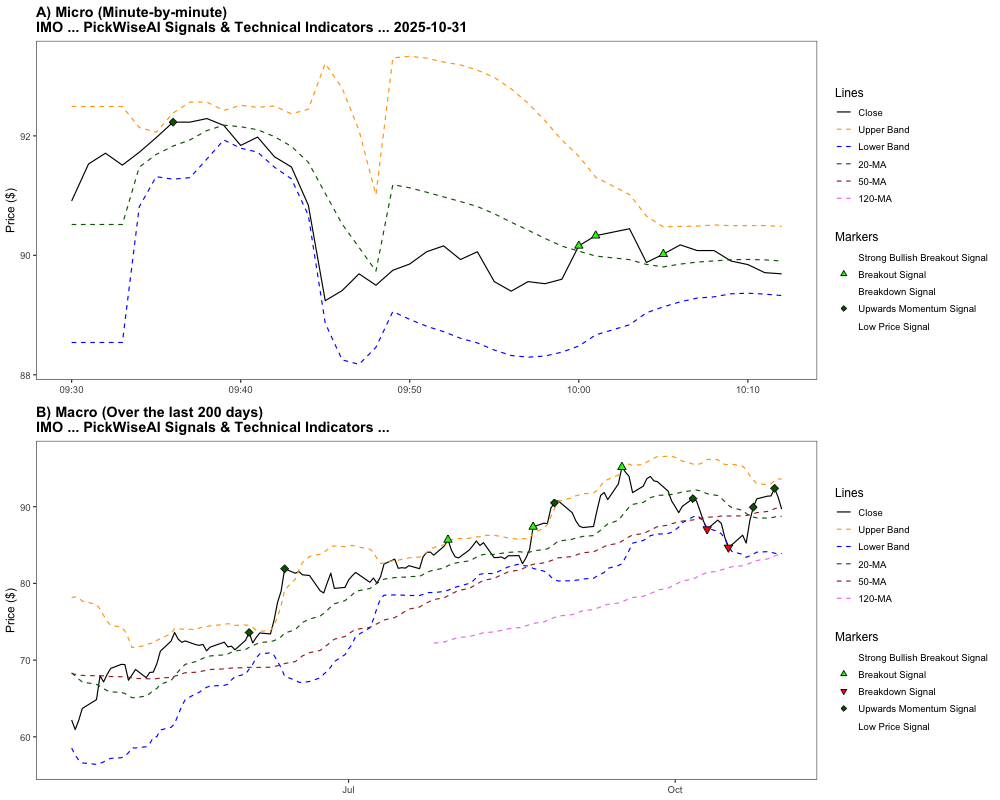 A) Micro (Minute-by-minute)
IMO ... PickWiseAI Signals & Technical Indicators ... 2025-10-31
Price ($)
92
90
88
09:30
09:40
09:50
10:00
10:10
Lines
Close
Upper Band
Lower Band
20-MA
50-MA
120-MA
Markers
Strong Bullish Breakout Signal
Breakout Signal
Breakdown Signal
Upwards Momentum Signal
Low Price Signal
B) Macro (Over the last 200 days)
IMO ... PickWiseAI Signals & Technical Indicators ...
Price ($)
90
80
70
60
Jul
Oct
Lines
Close
Upper Band
Lower Band
20-MA
50-MA
120-MA
Markers
Strong Bullish Breakout Signal
Breakout Signal
Breakdown Signal
Upwards Momentum Signal
Low Price Signal